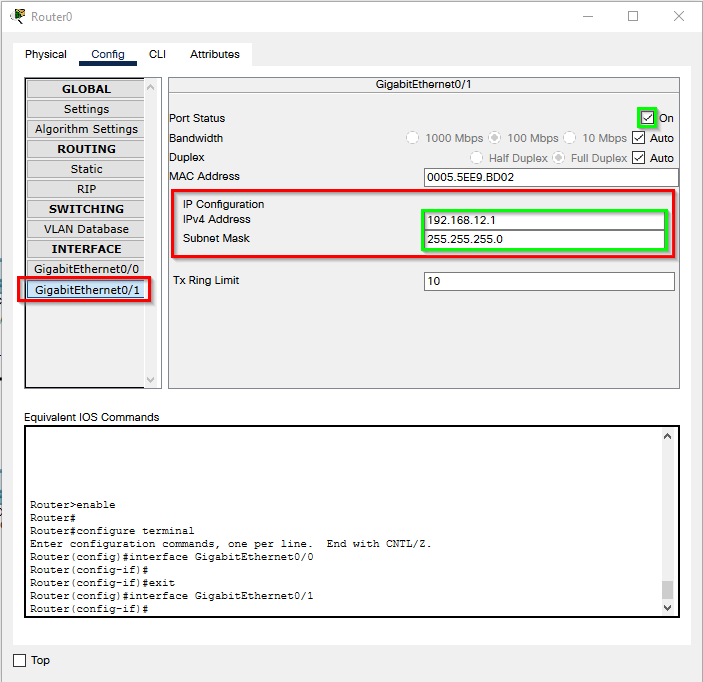 Router0
Physical Config CLI Attributes
GLOBAL
Settings
Algorithm Settings
ROUTING
Static
RIP
SWITCHING
VLAN Database
INTERFACE
GigabitEthernet0/0
GigabitEthernet0/1
GigabitEthernet0/1
Port Status On
Bandwidth 1000 Mbps 100 Mbps 10 Mbps Auto
Duplex Half Duplex Full Duplex Auto
MAC Address 0005.5EE9.BD02
IP Configuration
IPv4 Address 192.168.12.1
Subnet Mask 255.255.255.0
Tx Ring Limit 10
Equivalent IOS Commands
Router>enable
Router#
Router#configure terminal
Enter configuration commands, one per line. End with CNTL/Z.
Router(config)#interface GigabitEthernet0/0
Router(config-if)#
Router(config-if)#exit
Router(config)#interface GigabitEthernet0/1
Router(config-if)#
Top